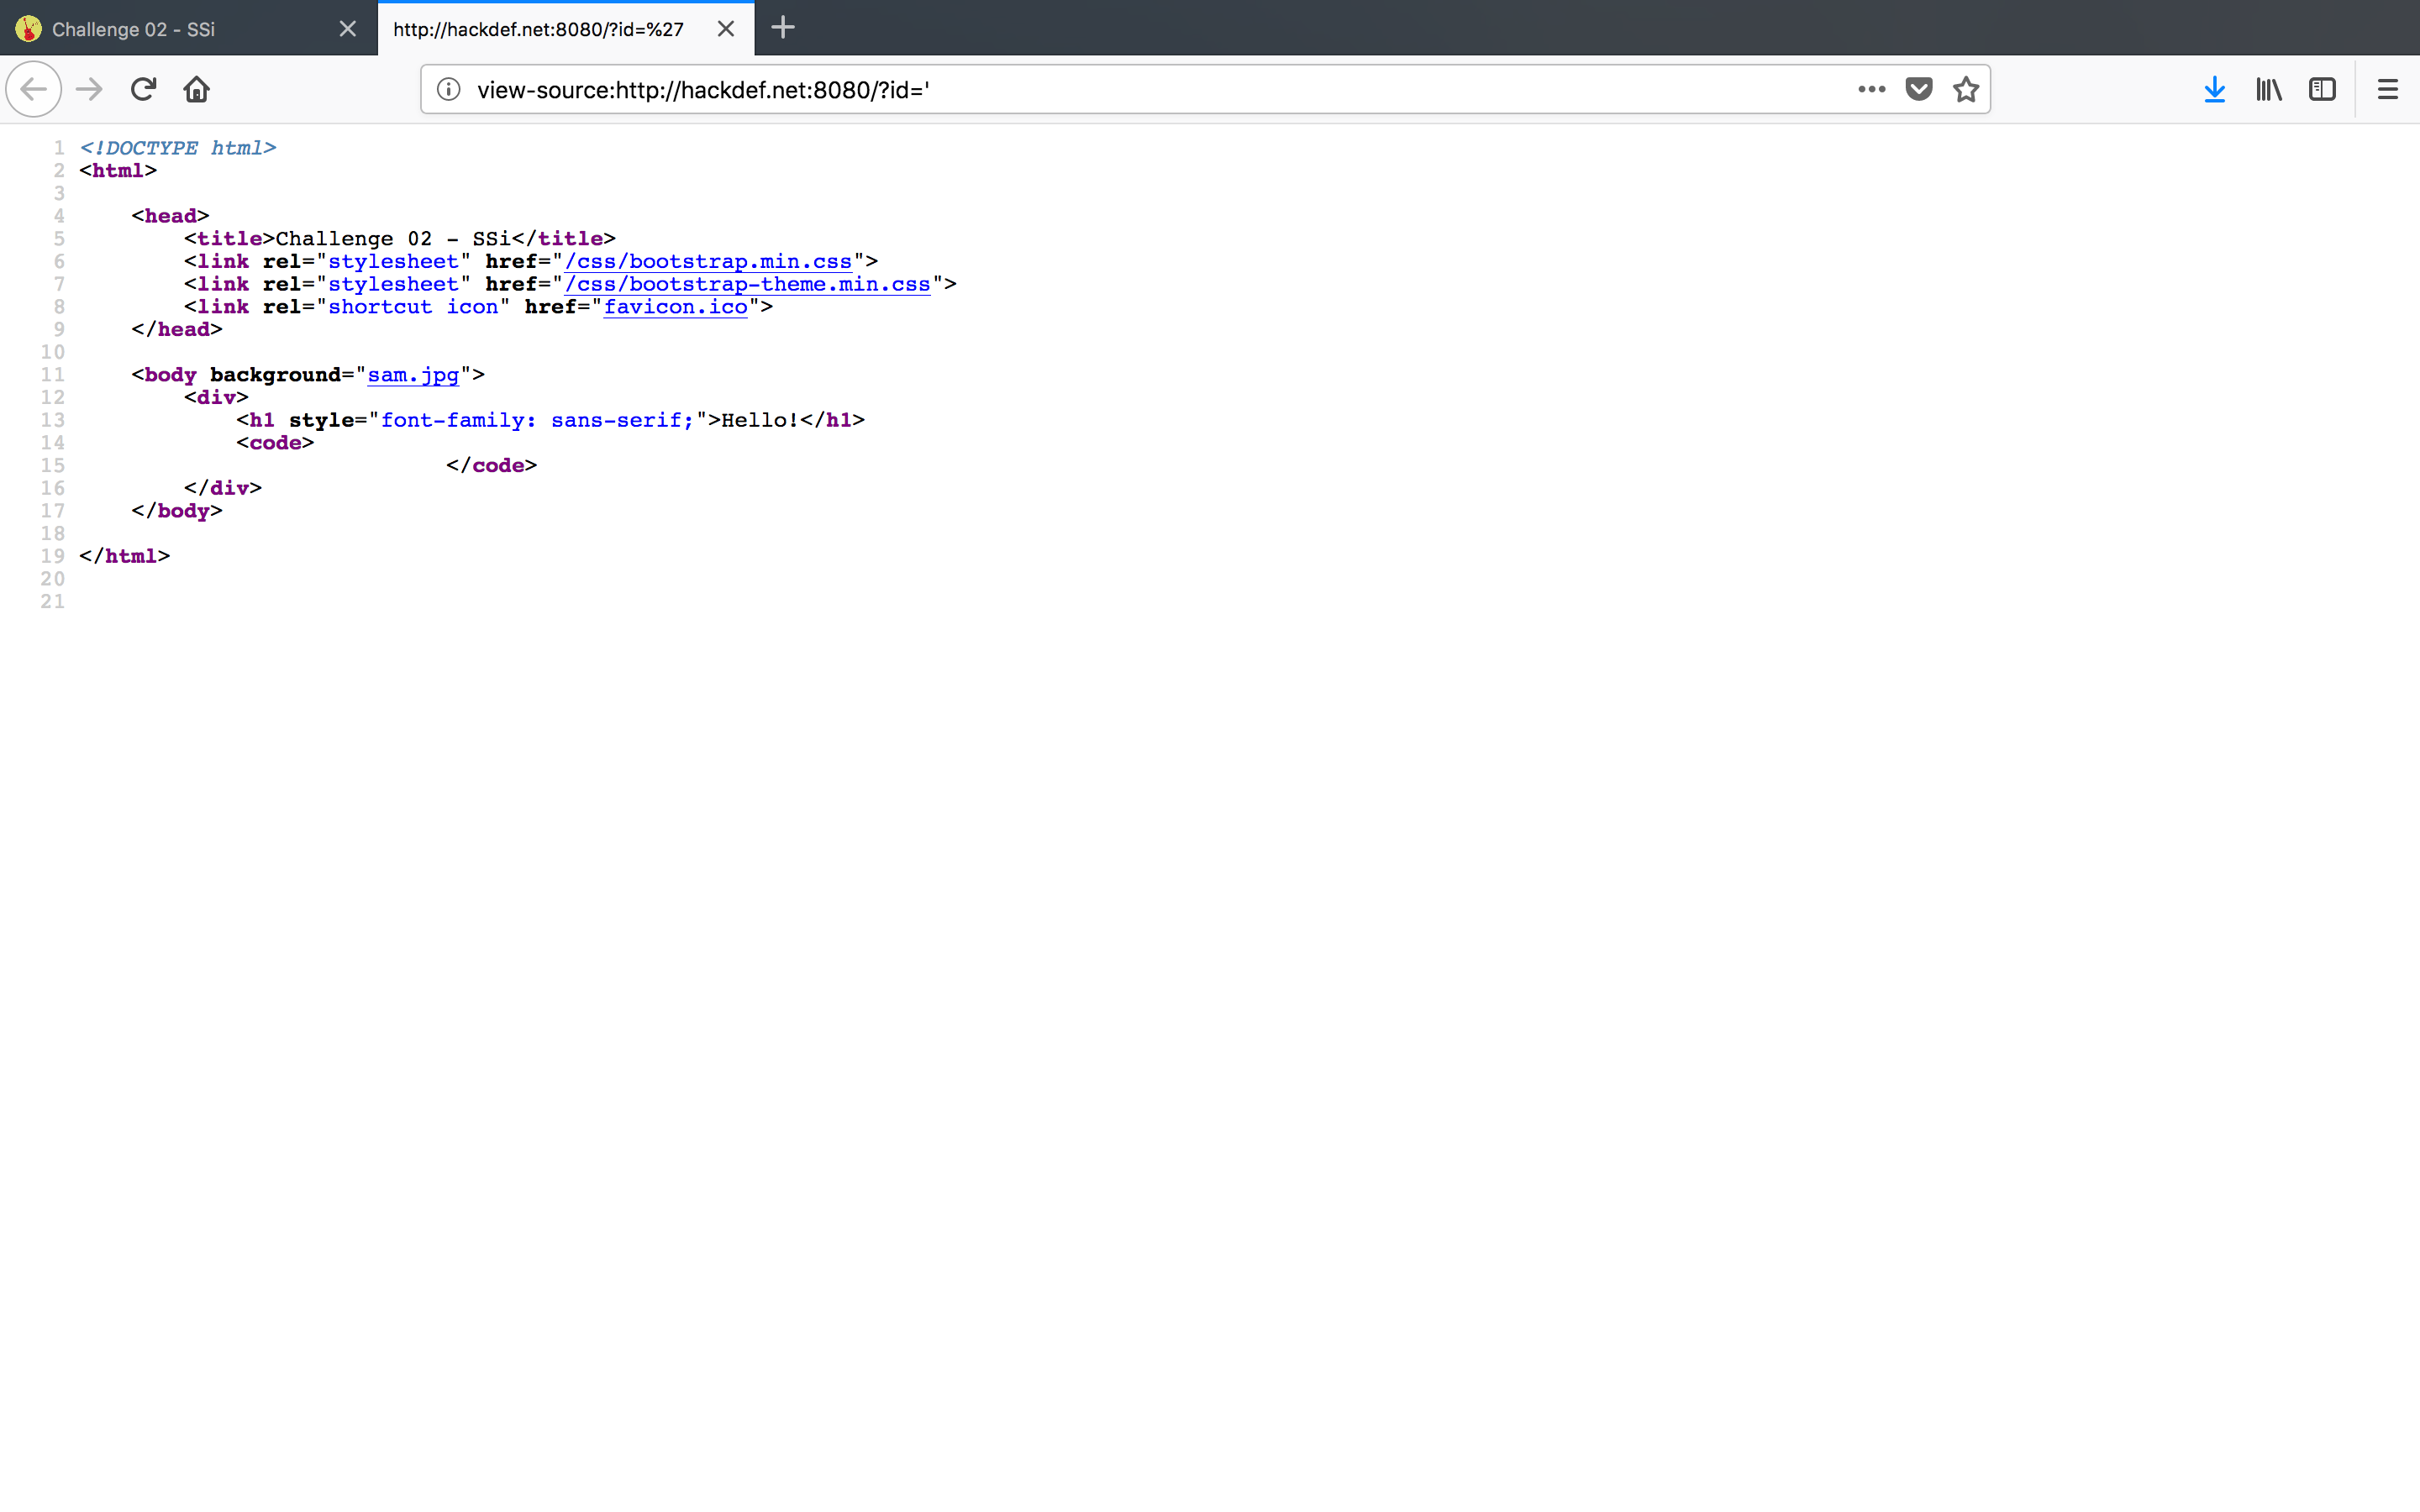 Challenge 02 - SSi
http://hackdef.net:8080/?id=%27
view-source:http://hackdef.net:8080/?id='
1 <!DOCTYPE html>
2 <html>
3
4     <head>
5         <title>Challenge 02 - SSi</title>
6         <link rel="stylesheet" href="/css/bootstrap.min.css">
7         <link rel="stylesheet" href="/css/bootstrap-theme.min.css">
8         <link rel="shortcut icon" href="favicon.ico">
9     </head>
10
11     <body background="sam.jpg">
12         <div>
13             <h1 style="font-family: sans-serif;">Hello!</h1>
14             <code>
15                             </code>
16         </div>
17     </body>
18
19 </html>
20
21